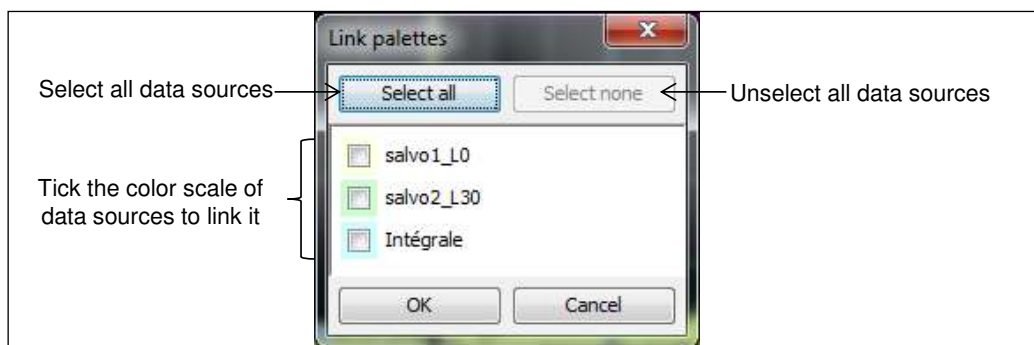 Link palettes
Select all data sources
Select all
Select none
Unselect all data sources
salvo1_L0
Tick the color scale of
data sources to link it
salvo2_L30
Intégrale
OK
Cancel